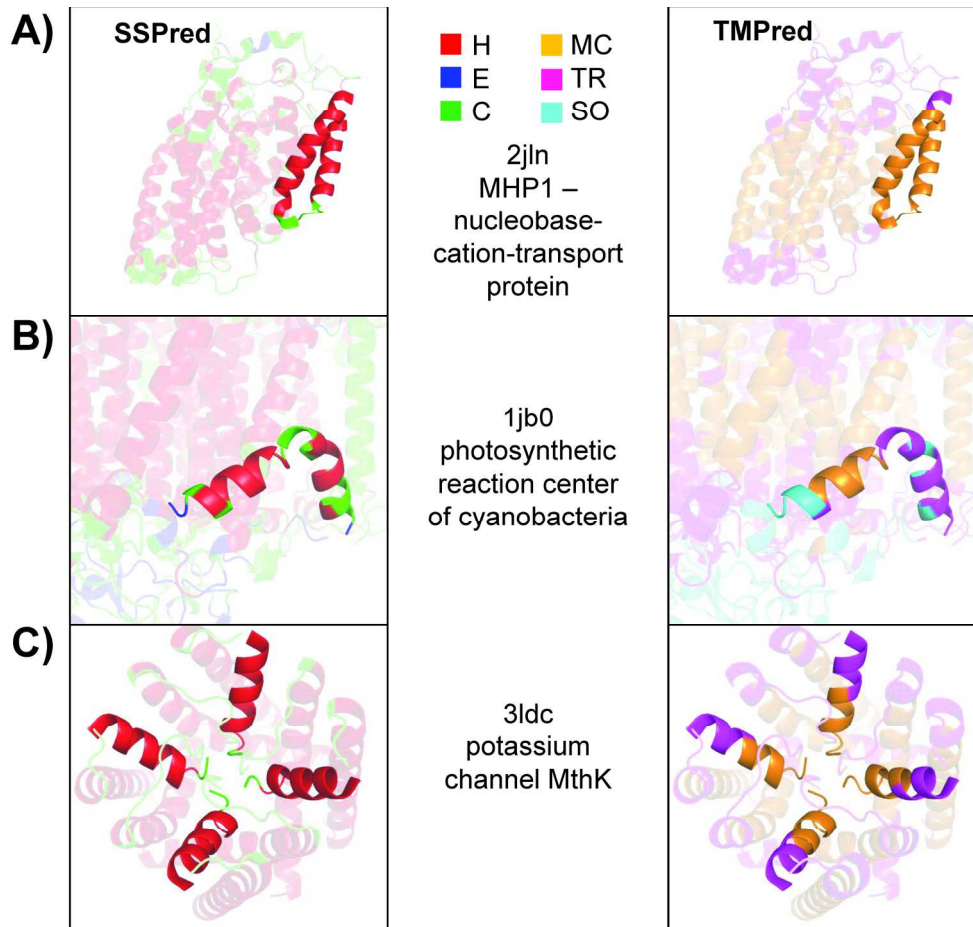 A)
SSPred
TMPred
H
MC
E
TR
C
SO
2jln
MHP1 –
nucleobase-
cation-transport
protein
B)
1jb0
photosynthetic
reaction center
of cyanobacteria
C)
3ldc
potassium
channel MthK